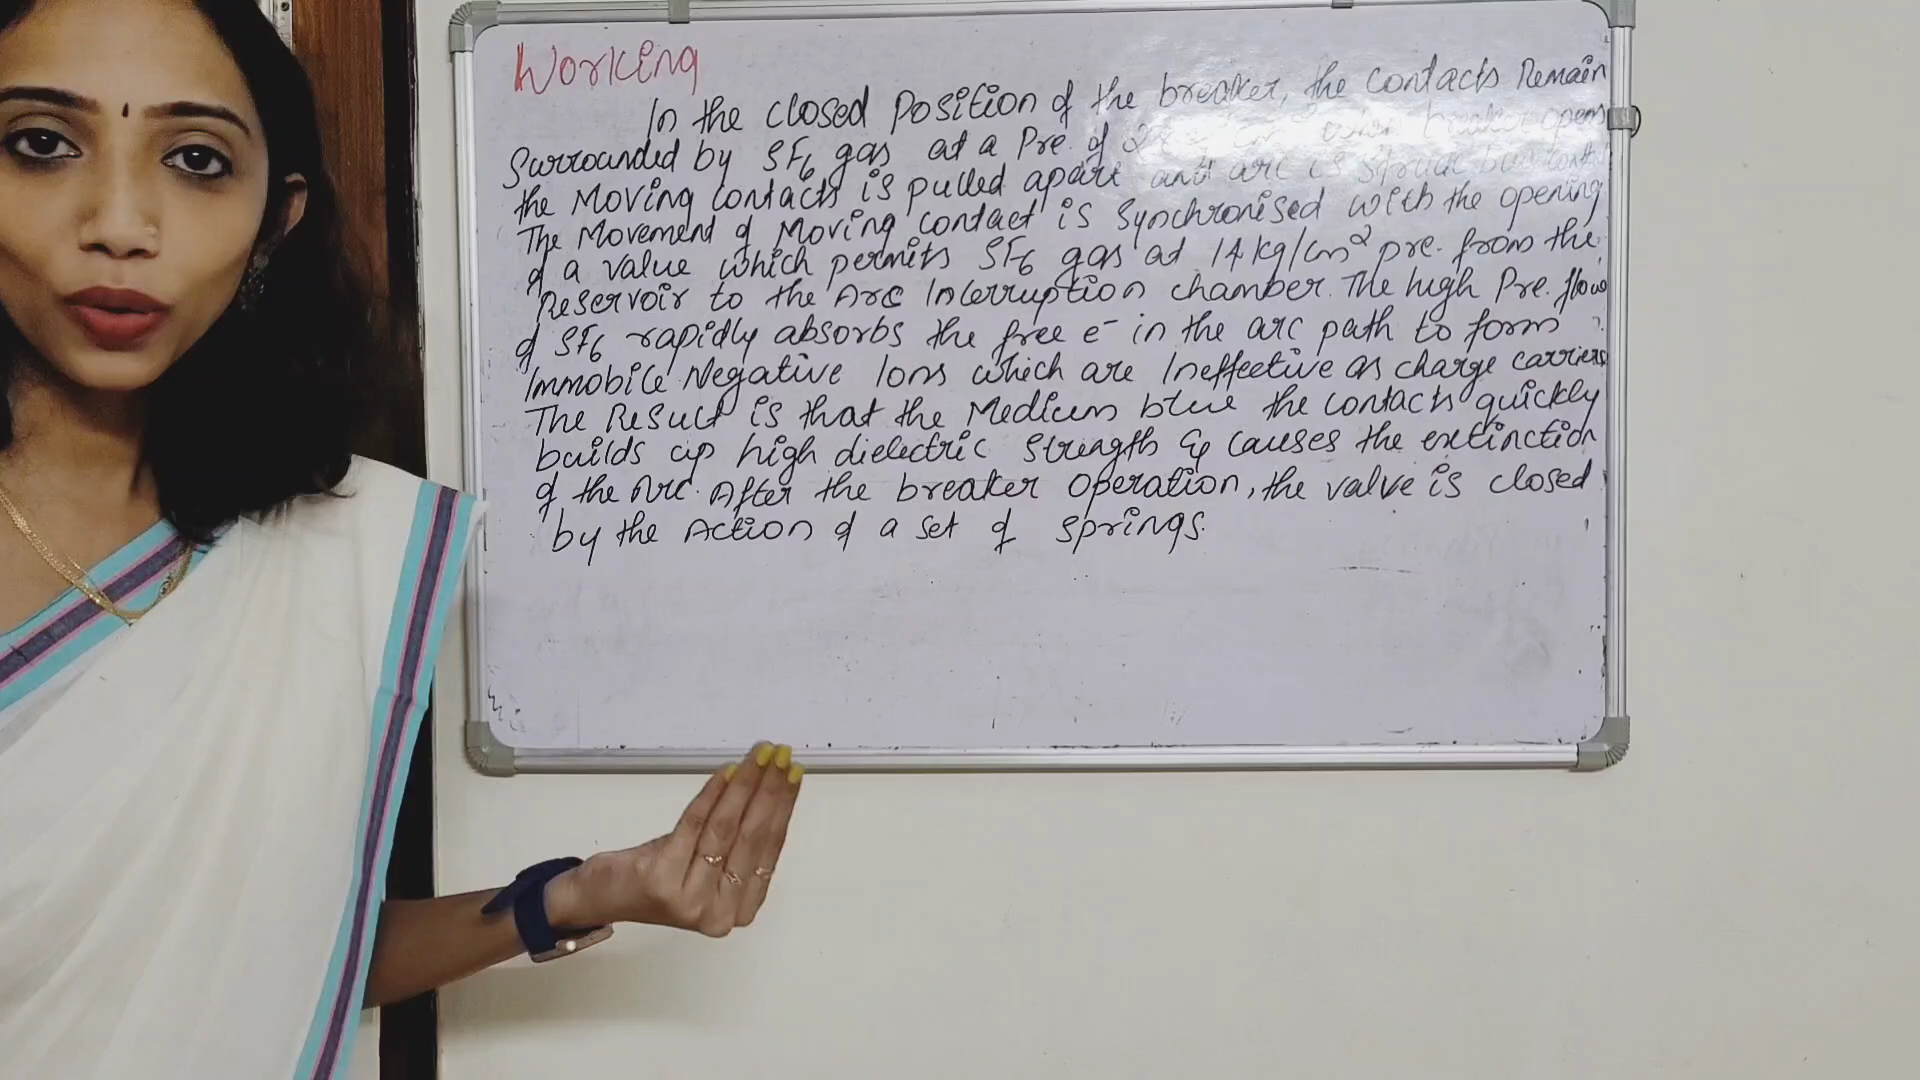 Working
In the closed position of the breaker, the contacts Remain
Surrounded by SF6 gas at a Pre. of breaker opens
the Moving contacts is pulled apart and arc is struck
The Movement of Moving contact is Synchronised with the opening
of a value which permits SF6 gas at 14 kg/cm² pre. from the
Reservoir to the Arc Interruption chamber. The high Pre. flow
of SF6 rapidly absorbs the free e- in the arc path to form
Immobile Negative Ions which are Ineffective as charge carriers
The Result is that the Medium btw the contacts quickly
builds up high dielectric strength & causes the extinction
of the Arc. After the breaker operation, the valve is closed
by the Action of a set of springs.